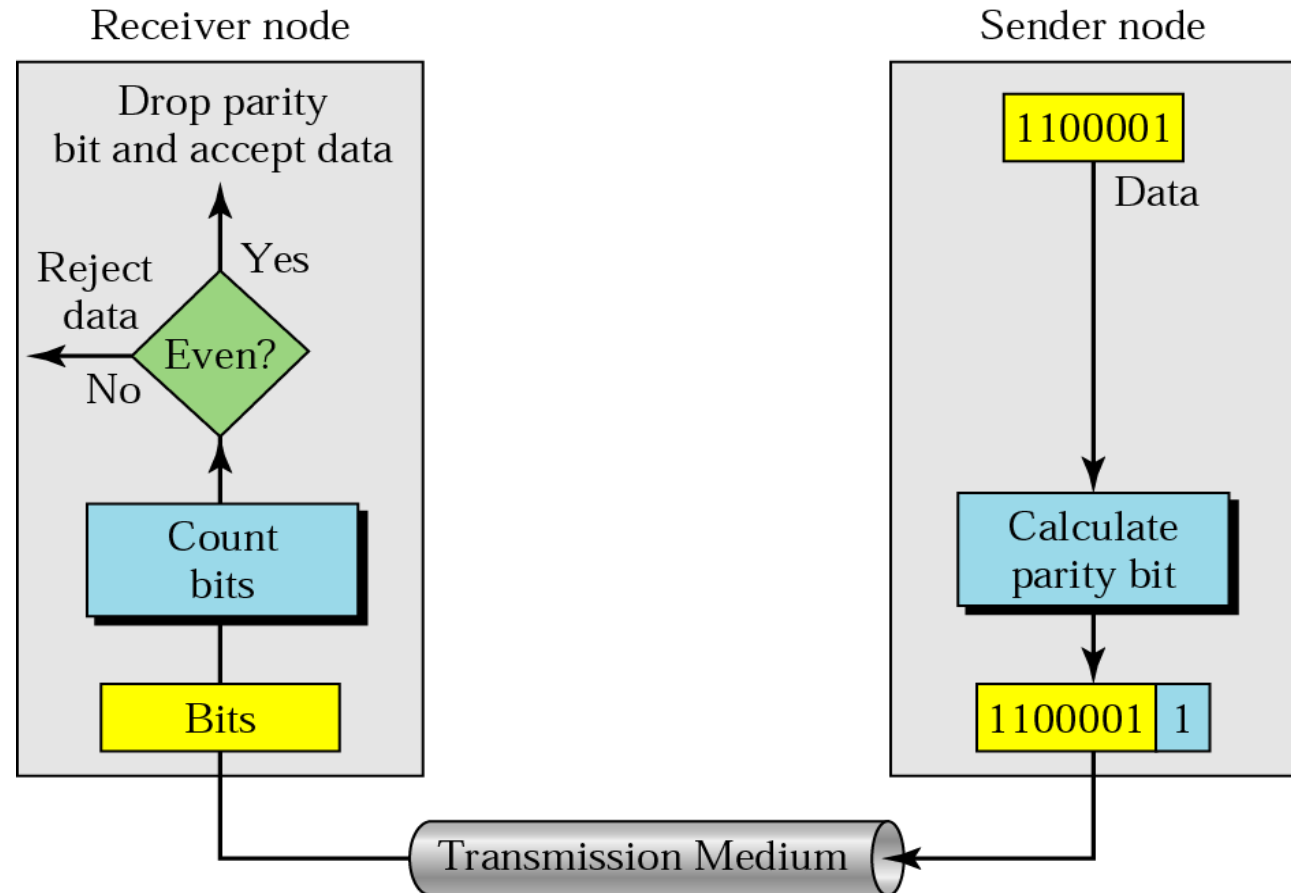 Receiver node
Drop parity
bit and accept data
Yes
Reject
data
Even?
No
Count
bits
Bits
Sender node
1100001
Data
Calculate
parity bit
1100001 1
Transmission Medium